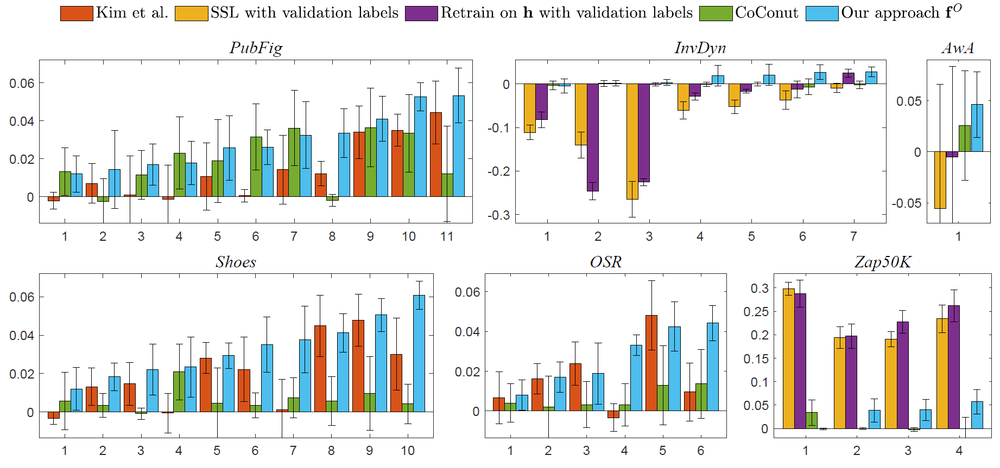 Kim et al. SSL with validation labels Retrain on h with validation labels CoConut Our approach f^O
PubFig
0.06
0.04
0.02
0
1 2 3 4 5 6 7 8 9 10 11
InvDyn
0
-0.1
-0.2
-0.3
1 2 3 4 5 6 7
AwA
0.05
0
-0.05
1
Shoes
0.06
0.04
0.02
0
1 2 3 4 5 6 7 8 9 10
OSR
0.06
0.04
0.02
0
1 2 3 4 5 6
Zap50K
0.3
0.25
0.2
0.15
0.1
0.05
0
1 2 3 4